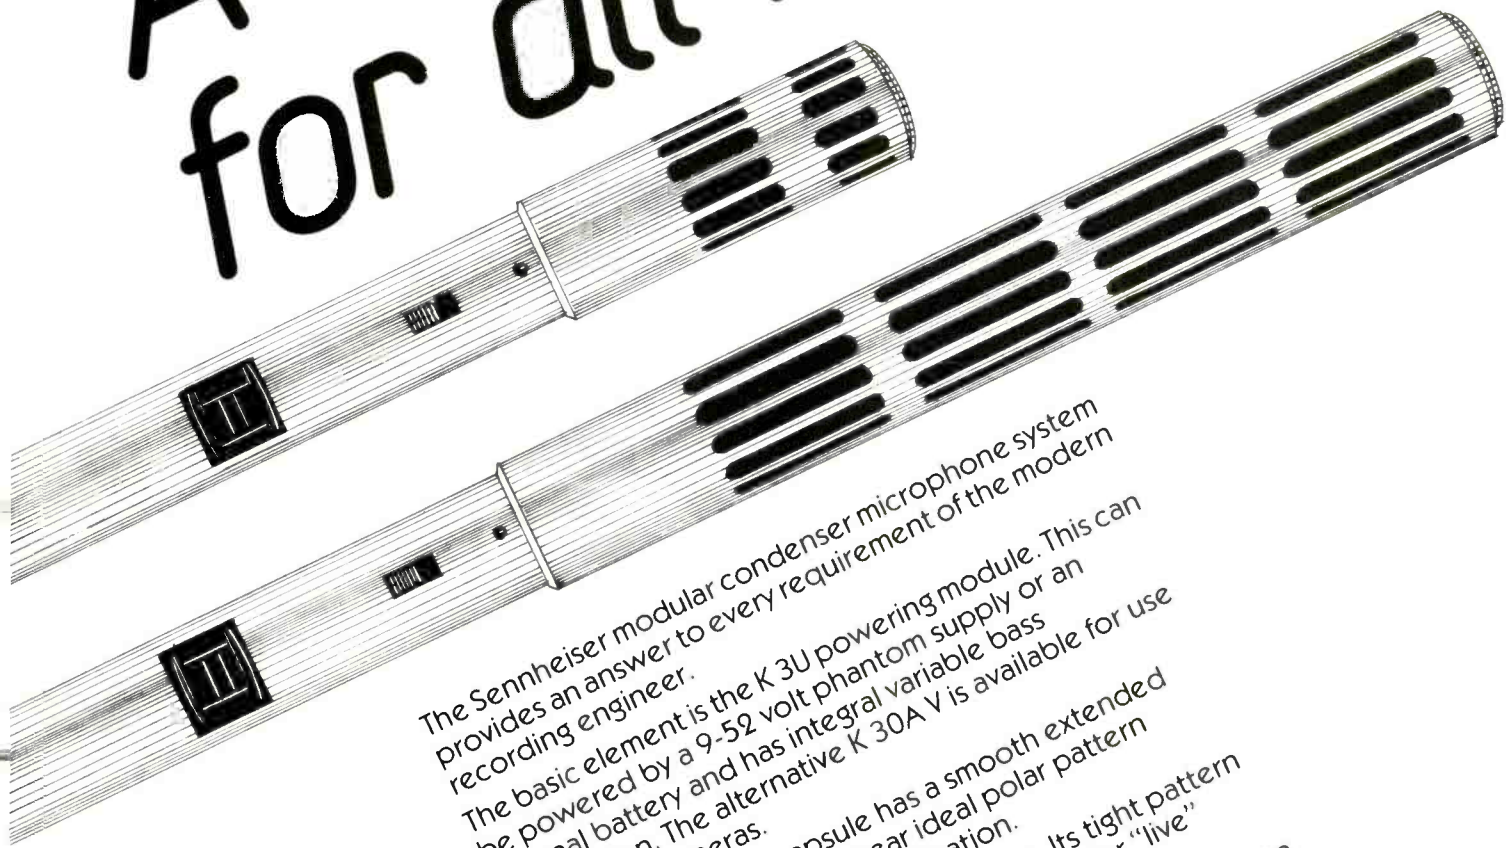 for all
The Sennheiser modular condenser microphone system
provides an answer to every requirement of the modern
recording engineer.
The basic element is the K 3U powering module. This can
be powered by a 9-52 volt phantom supply or an
battery and has integral variable bass
The alternative K 30A V is available for use
has a smooth extended
ideal polar pattern
Its tight pattern
“live”